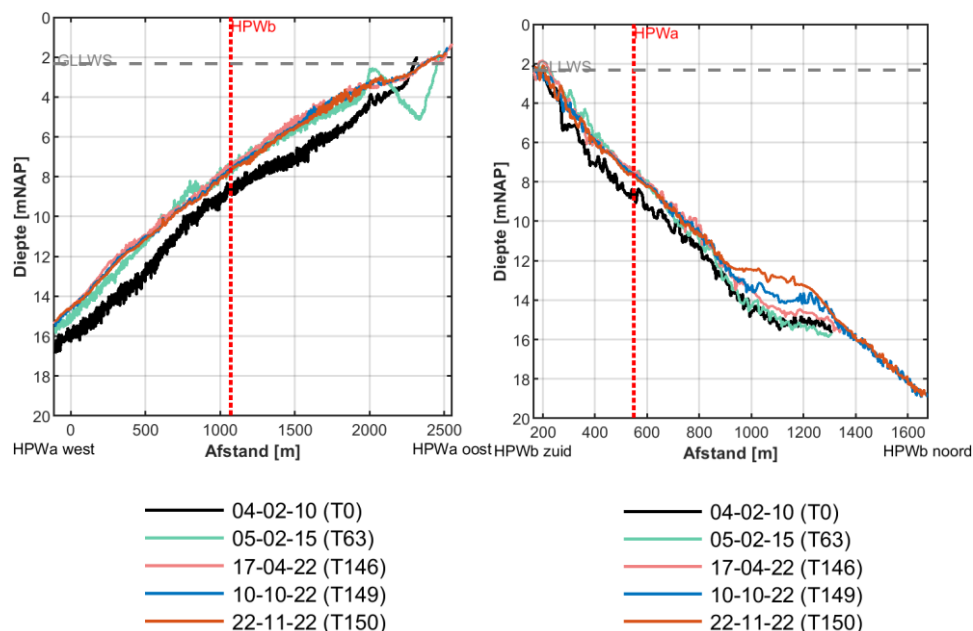 0
2
4
6
8
10
12
14
16
18
20
Diepte [mNAP]
GLLWS
HPWb
0
500
1000
1500
2000
2500
HPWa west
Afstand [m]
HPWa oost
0
2
4
6
8
10
12
14
16
18
20
Diepte [mNAP]
GLLWS
HPWa
200
400
600
800
1000
1200
1400
1600
HPWb zuid
Afstand [m]
HPWb noord
04-02-10 (T0)
05-02-15 (T63)
17-04-22 (T146)
10-10-22 (T149)
22-11-22 (T150)
04-02-10 (T0)
05-02-15 (T63)
17-04-22 (T146)
10-10-22 (T149)
22-11-22 (T150)